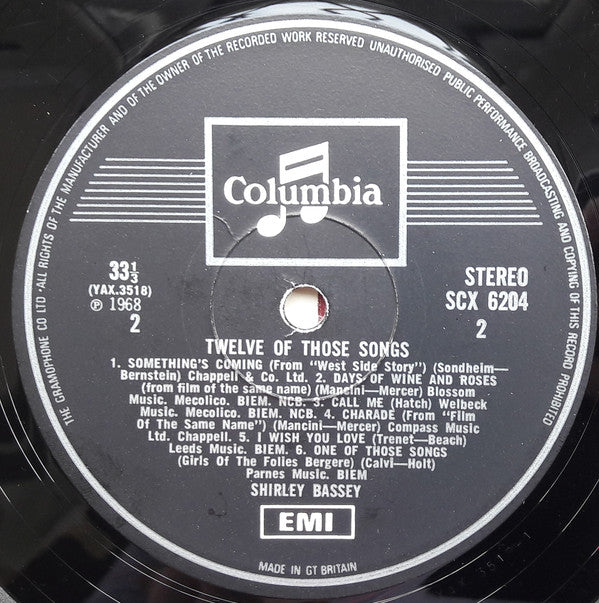 THE GRAMOPHONE CO LTD · ALL RIGHTS OF THE MANUFACTURER AND OF THE OWNER OF THE RECORDED WORK RESERVED UNAUTHORISED PUBLIC PERFORMANCE BROADCASTING AND COPYING OF THIS RECORD PROHIBITED
Columbia
33⅓
(YAX.3518)
℗ 1968
2
STEREO
SCX 6204
2
TWELVE OF THOSE SONGS
1. SOMETHING'S COMING (From "West Side Story") (Sondheim—
Bernstein) Chappell & Co. Ltd. 2. DAYS OF WINE AND ROSES
(from film of the same name) (Mancini—Mercer) Blossom
Music. Mecolico. BIEM. NCB. 3. CALL ME (Hatch) Welbeck
Music. Mecolico. BIEM. NCB. 4. CHARADE (From "Film
Of The Same Name") (Mancini—Mercer) Compass Music
Ltd. Chappell. 5. I WISH YOU LOVE (Trenet—Beach)
Leeds Music. BIEM. 6. ONE OF THOSE SONGS
(Girls Of The Folies Bergere) (Calvi—Holt)
Parnes Music. BIEM
SHIRLEY BASSEY
EMI
MADE IN GT BRITAIN